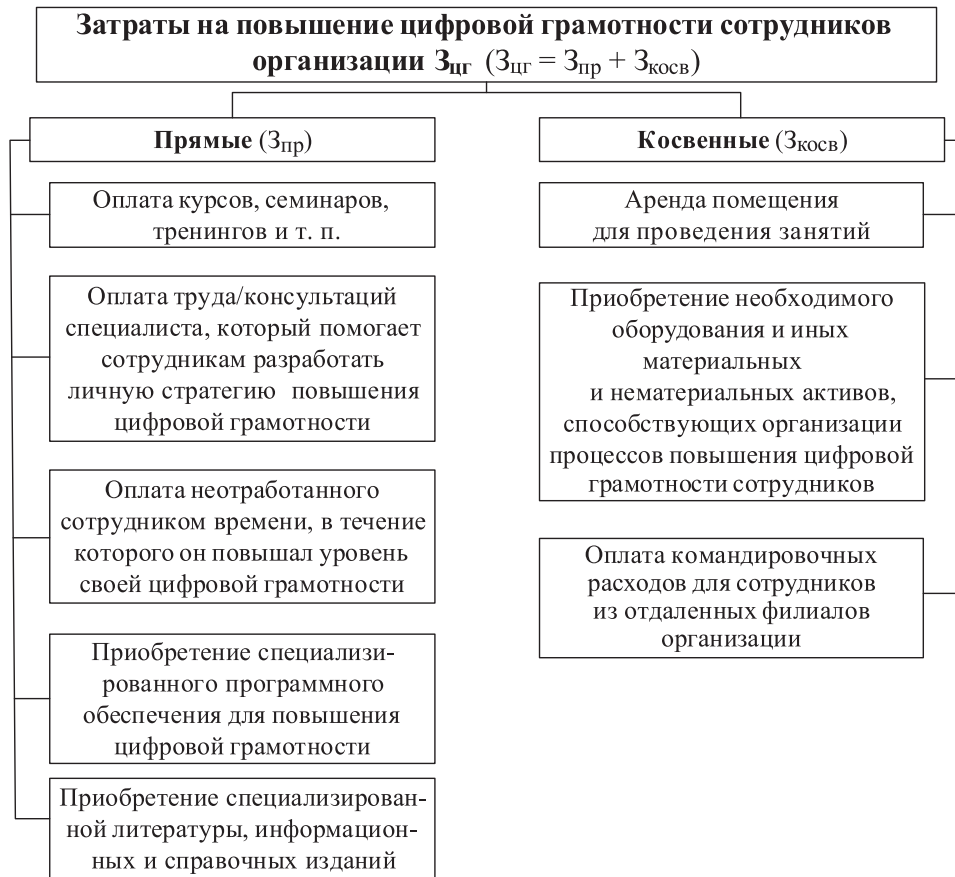 Затраты на повышение цифровой грамотности сотрудников
организации Зцг (Зцг = Зпр + Зкосв)
Прямые (Зпр)
Оплата курсов, семинаров,
тренингов и т. п.
Оплата труда/консультаций
специалиста, который помогает
сотрудникам разработать
личную стратегию повышения
цифровой грамотности
Оплата неотработанного
сотрудником времени, в течение
которого он повышал уровень
своей цифровой грамотности
Приобретение специализи-
рованного программного
обеспечения для повышения
цифровой грамотности
Приобретение специализирован-
ной литературы, информацион-
ных и справочных изданий
Косвенные (Зкосв)
Аренда помещения
для проведения занятий
Приобретение необходимого
оборудования и иных
материальных
и нематериальных активов,
способствующих организации
процессов повышения цифровой
грамотности сотрудников
Оплата командировочных
расходов для сотрудников
из отдаленных филиалов
организации